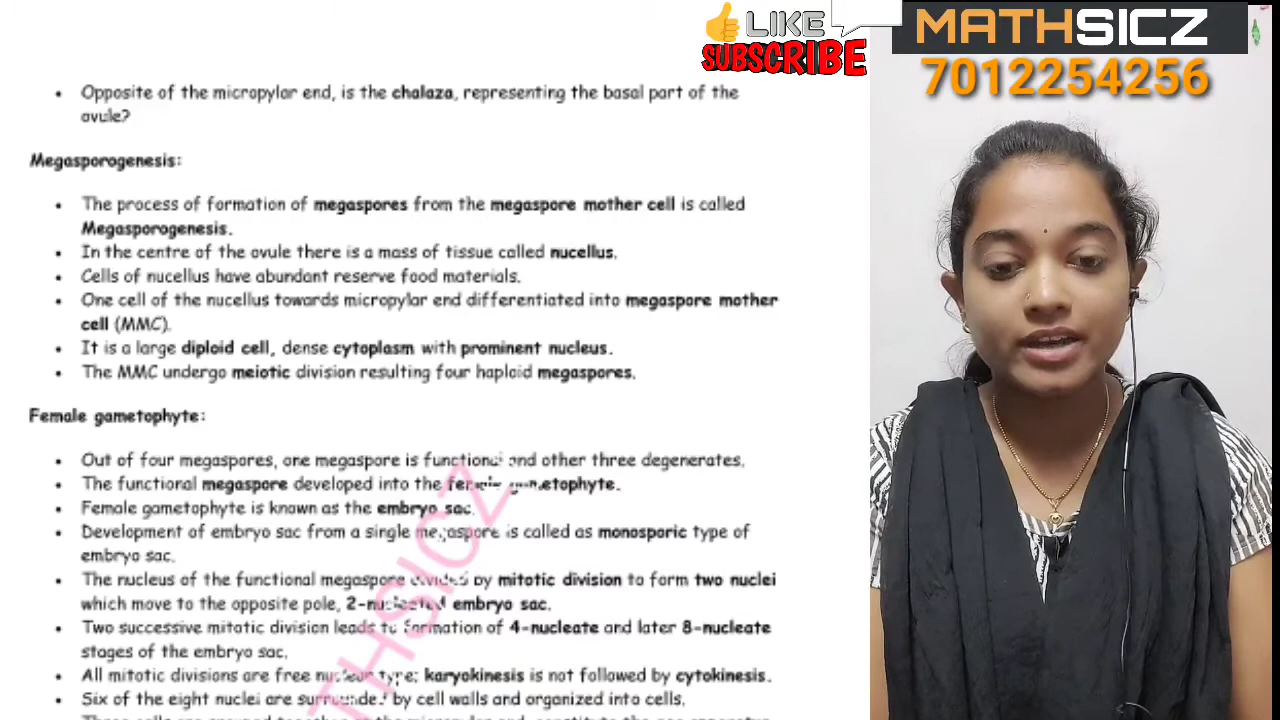 LIKE
SUBSCRIBE
MATHSICZ
7012254256
• Opposite of the micropylar end, is the chalaza, representing the basal part of the
ovule?
Megasporogenesis:
• The process of formation of megaspores from the megaspore mother cell is called
Megasporogenesis.
• In the centre of the ovule there is a mass of tissue called nucellus.
• Cells of nucellus have abundant reserve food materials.
• One cell of the nucellus towards micropylar end differentiated into megaspore mother
cell (MMC).
• It is a large diploid cell, dense cytoplasm with prominent nucleus.
• The MMC undergo meiotic division resulting four haploid megaspores.
Female gametophyte:
• Out of four megaspores, one megaspore is functional and other three degenerates.
• The functional megaspore developed into the female gametophyte.
• Female gametophyte is known as the embryo sac.
• Development of embryo sac from a single megaspore is called as monosporic type of
embryo sac.
• The nucleus of the functional megaspore divided by mitotic division to form two nuclei
which move to the opposite pole, 2-nucleated embryo sac.
• Two successive mitotic division leads to formation of 4-nucleate and later 8-nucleate
stages of the embryo sac.
• All mitotic divisions are free nuclear type; karyokinesis is not followed by cytokinesis.
• Six of the eight nuclei are surrounded by cell walls and organized into cells.
THSICZ